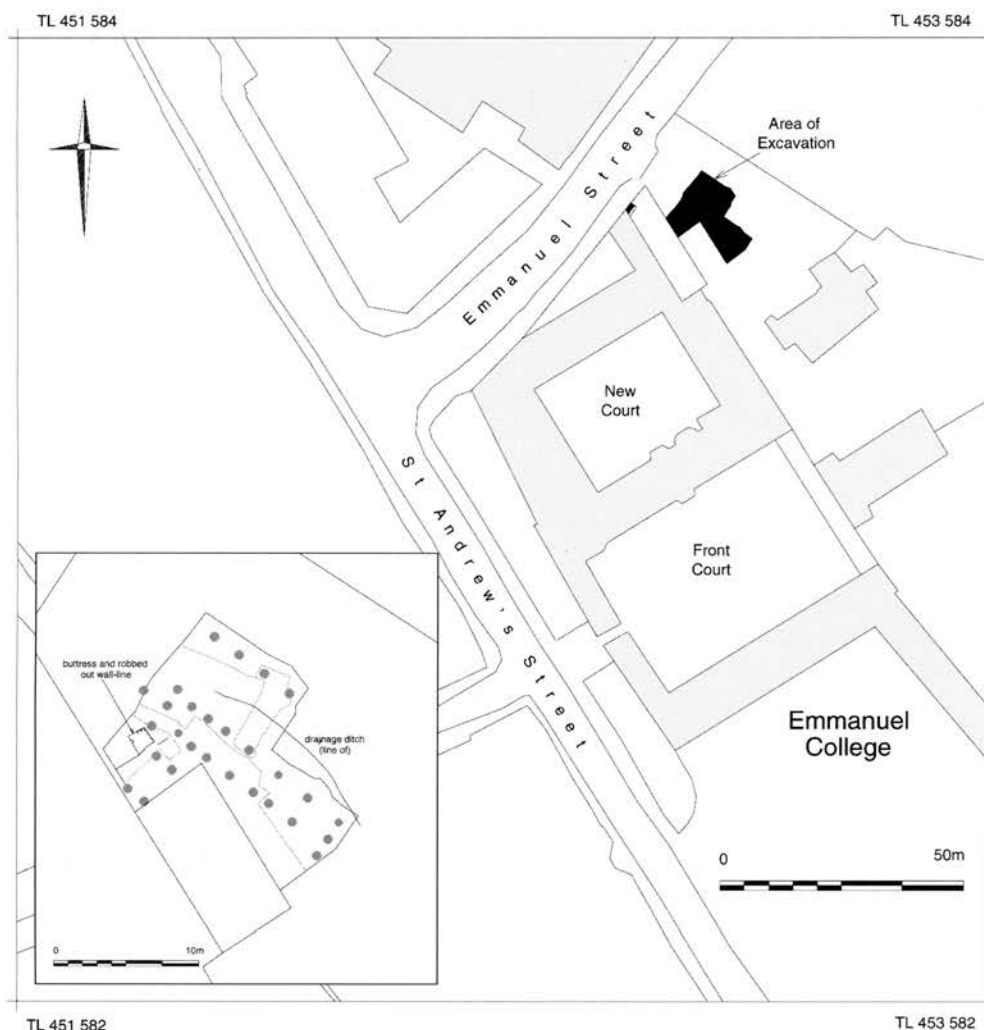 TL 451 584
TL 453 584
Area of
Excavation
Emmanuel Street
New
Court
St Andrew's Street
Front
Court
Emmanuel
College
0 50m
buttress and robbed
out wall-line
drainage ditch
(line of)
0 10m
TL 451 582
TL 453 582